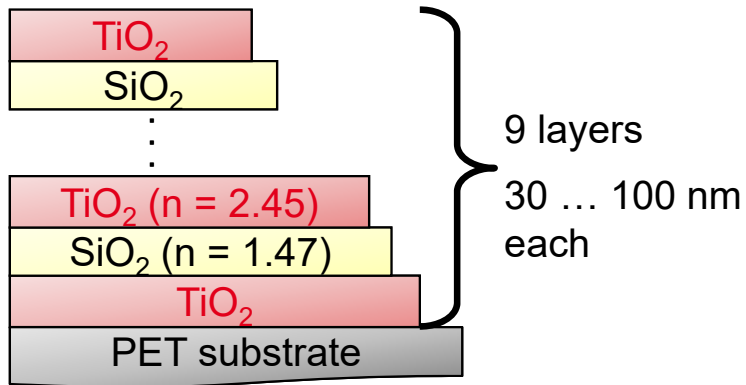 TiO₂
SiO₂
9 layers
30 … 100 nm
each
TiO₂ (n = 2.45)
SiO₂ (n = 1.47)
TiO₂
PET substrate